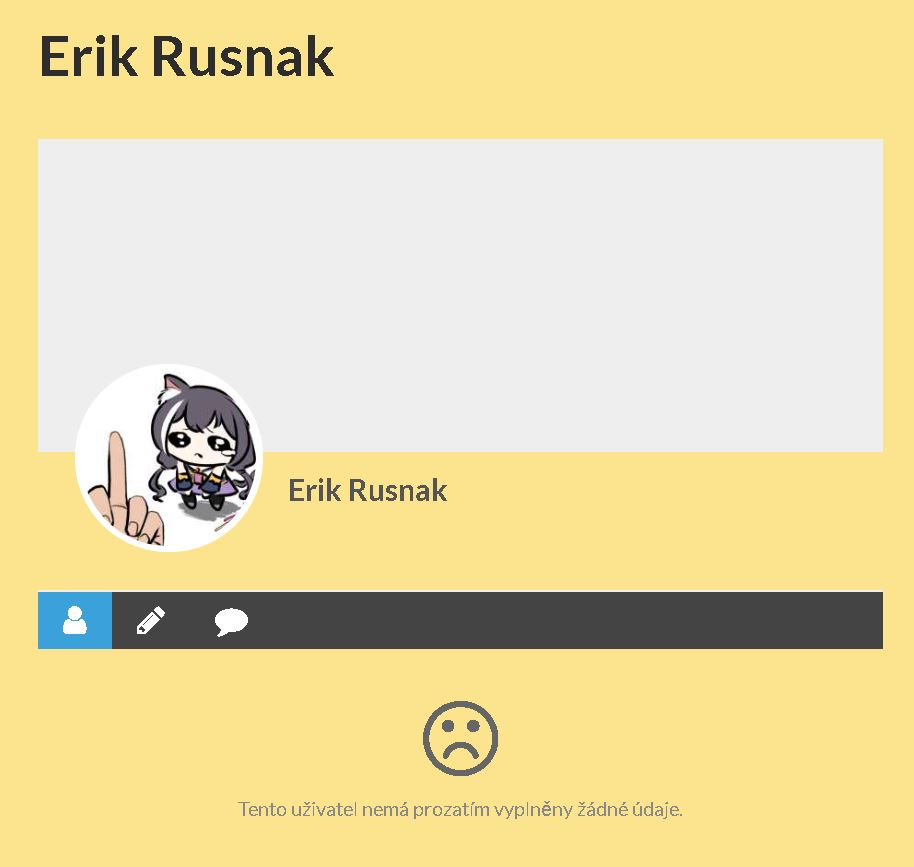 Erik Rusnak
Erik Rusnak
Tento uživatel nemá prozatím vyplněny žádné údaje.